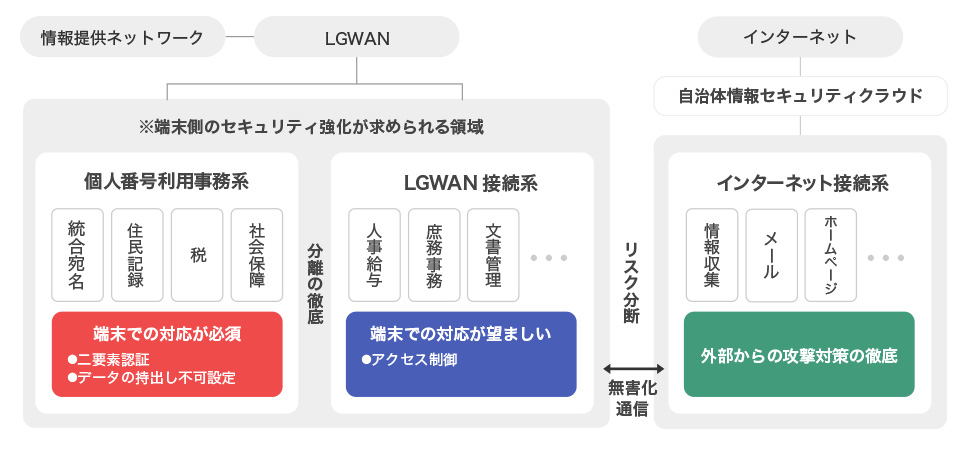 情報提供ネットワーク
LGWAN
インターネット
自治体情報セキュリティクラウド
※端末側のセキュリティ強化が求められる領域
個人番号利用事務系
統合宛名
住民記録
税
社会保障
端末での対応が必須
●二要素認証
●データの持出し不可設定
分離の徹底
LGWAN 接続系
人事給与
庶務事務
文書管理
●●●
端末での対応が望ましい
●アクセス制御
リスク分断
無害化
通信
インターネット接続系
情報収集
メール
ホームページ
●●●
外部からの攻撃対策の徹底